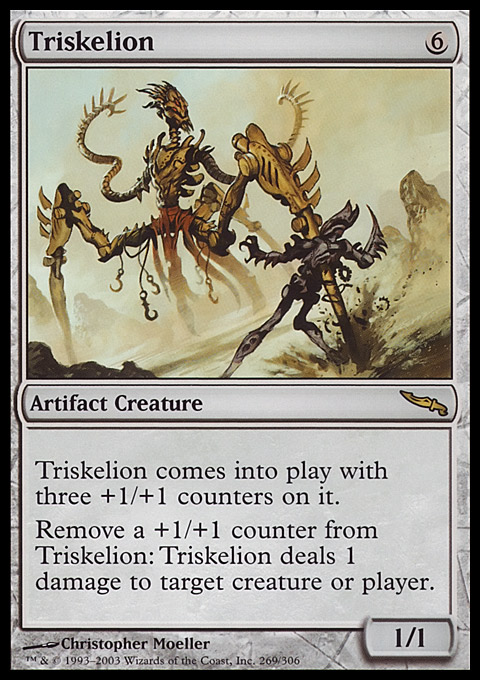 Triskelion 6
Artifact Creature
Triskelion comes into play with
three +1/+1 counters on it.
Remove a +1/+1 counter from
Triskelion: Triskelion deals 1
damage to target creature or player.
Christopher Moeller
1/1
™ & © 1993–2003 Wizards of the Coast, Inc. 269/306